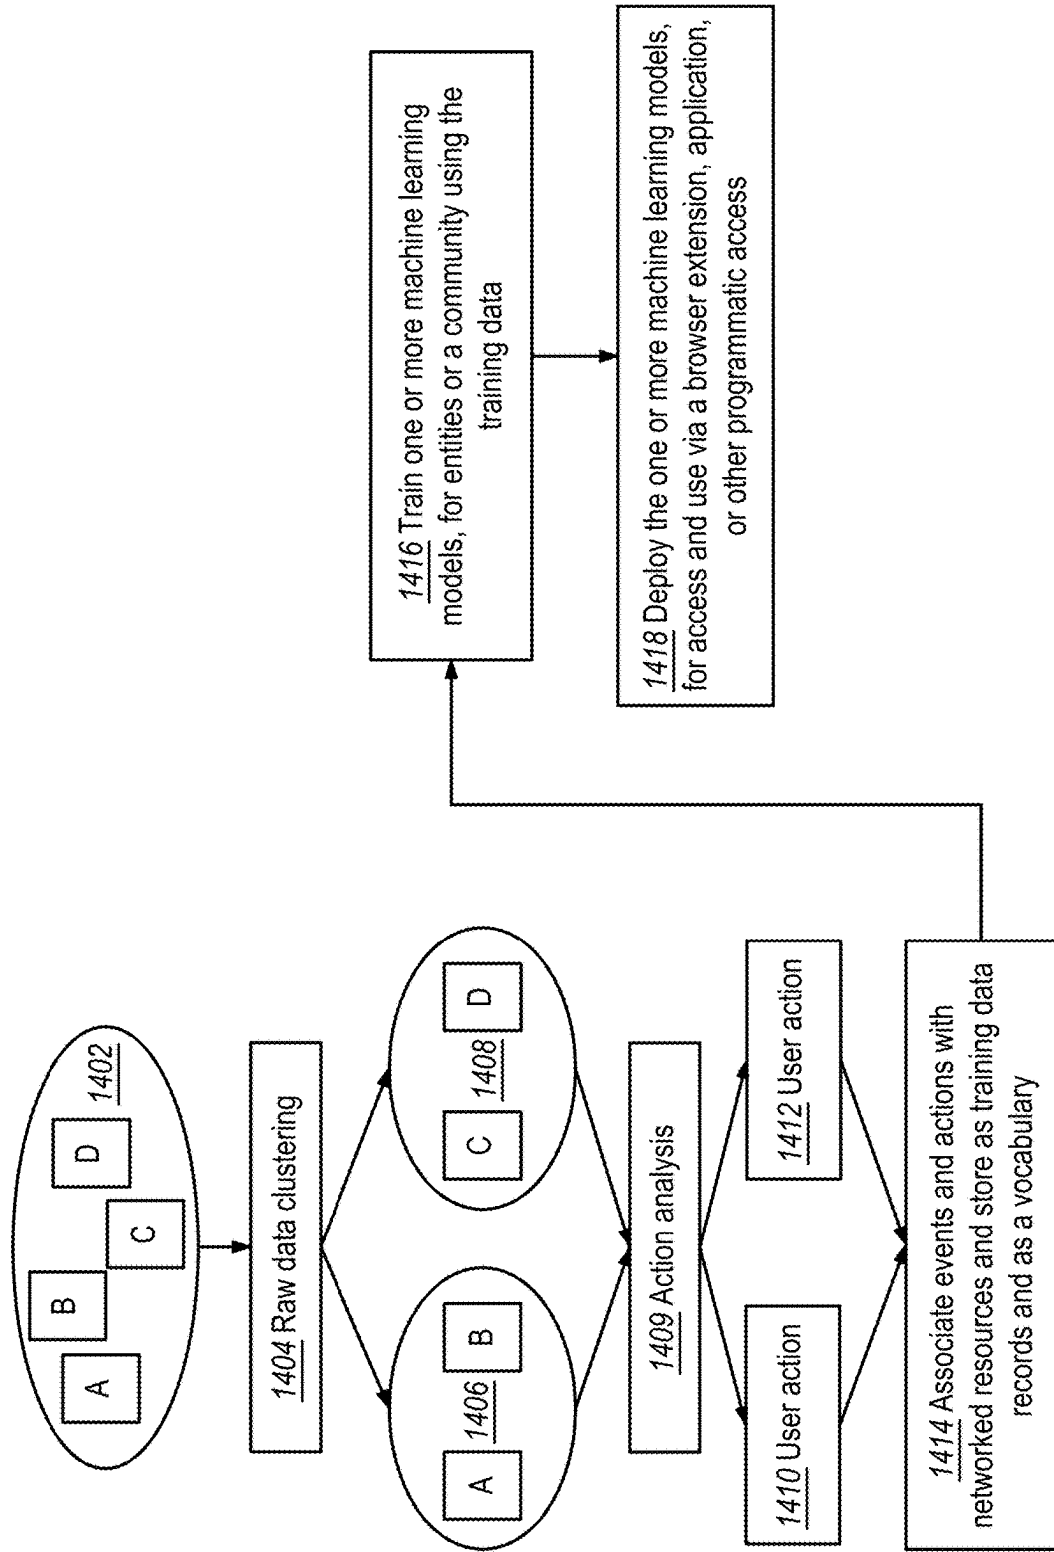 A
B
C
D
1402
1404 Raw data clustering
A
1406
B
C
1408
D
1409 Action analysis
1410 User action
1412 User action
1414 Associate events and actions with
networked resources and store as training data
records and as a vocabulary
1416 Train one or more machine learning
models, for entities or a community using the
training data
1418 Deploy the one or more machine learning models,
for access and use via a browser extension, application,
or other programmatic access